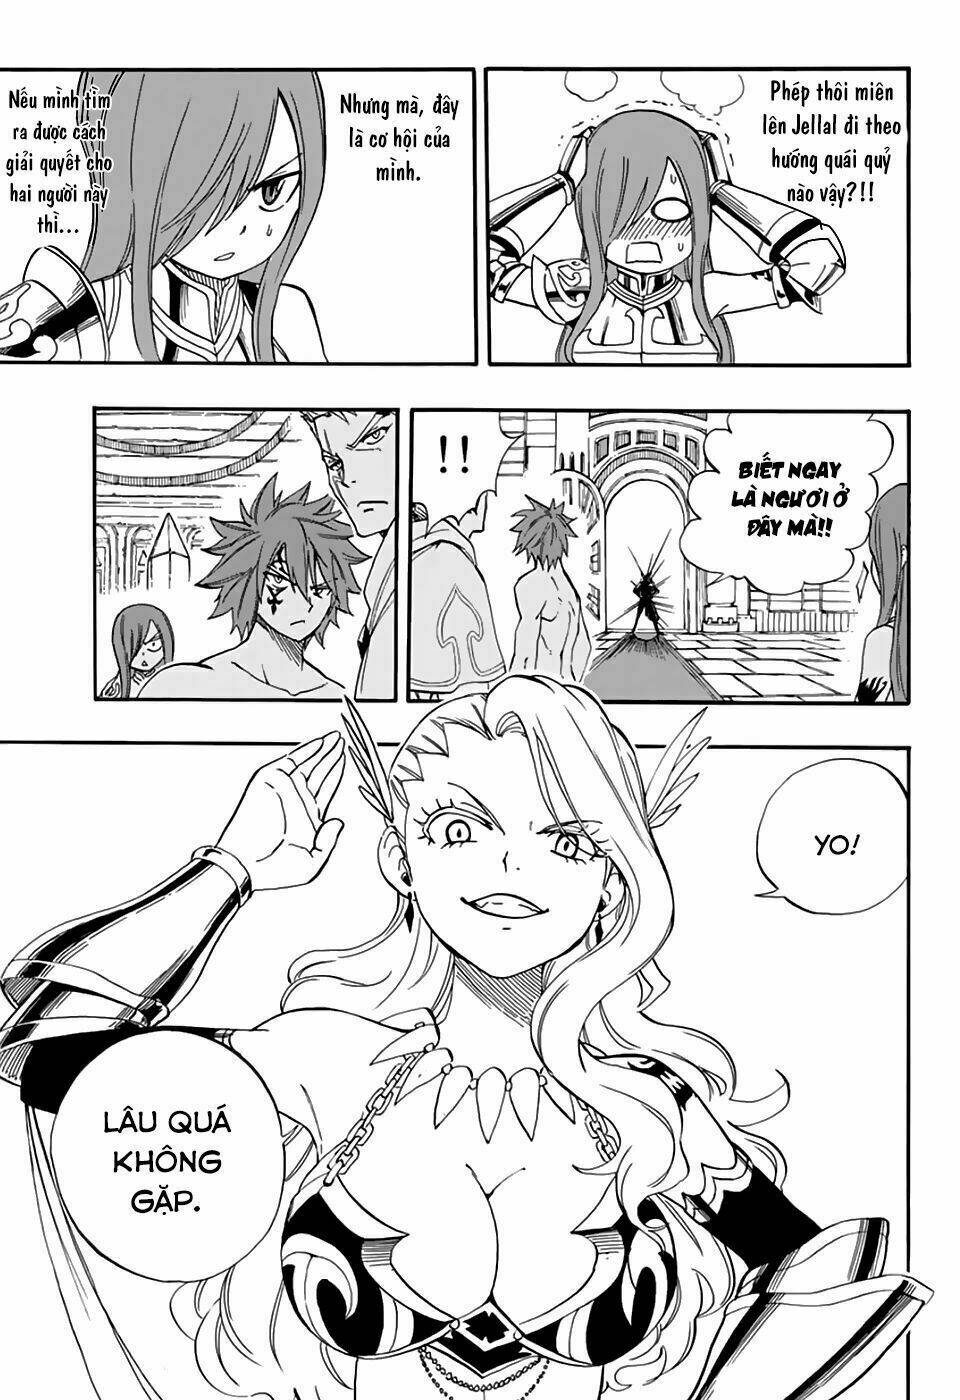 Phép thôi miên
lên Jellal đi theo
hướng quái quỷ
nào vậy?!!
Nhưng mà, đây
là cơ hội của
mình.
Nếu mình tìm
ra được cách
giải quyết cho
hai người này
thì...
BIẾT NGAY
LÀ NGƯƠI Ở
ĐÂY MÀ!!
!!
YO!
LÂU QUÁ
KHÔNG
GẶP.